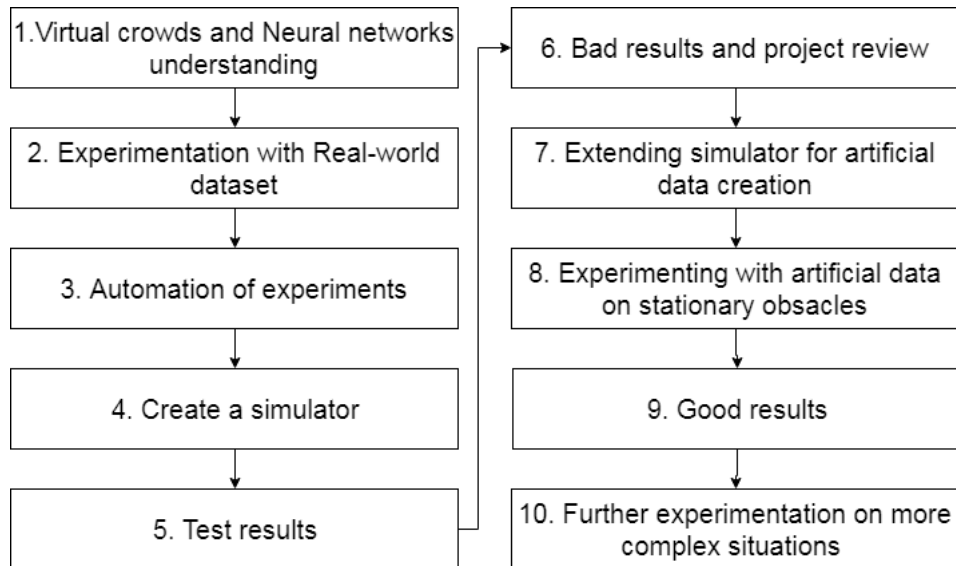 1.Virtual crowds and Neural networks
understanding
2. Experimentation with Real-world
dataset
3. Automation of experiments
4. Create a simulator
5. Test results
6. Bad results and project review
7. Extending simulator for artificial
data creation
8. Experimenting with artificial data
on stationary obsacles
9. Good results
10. Further experimentation on more
complex situations